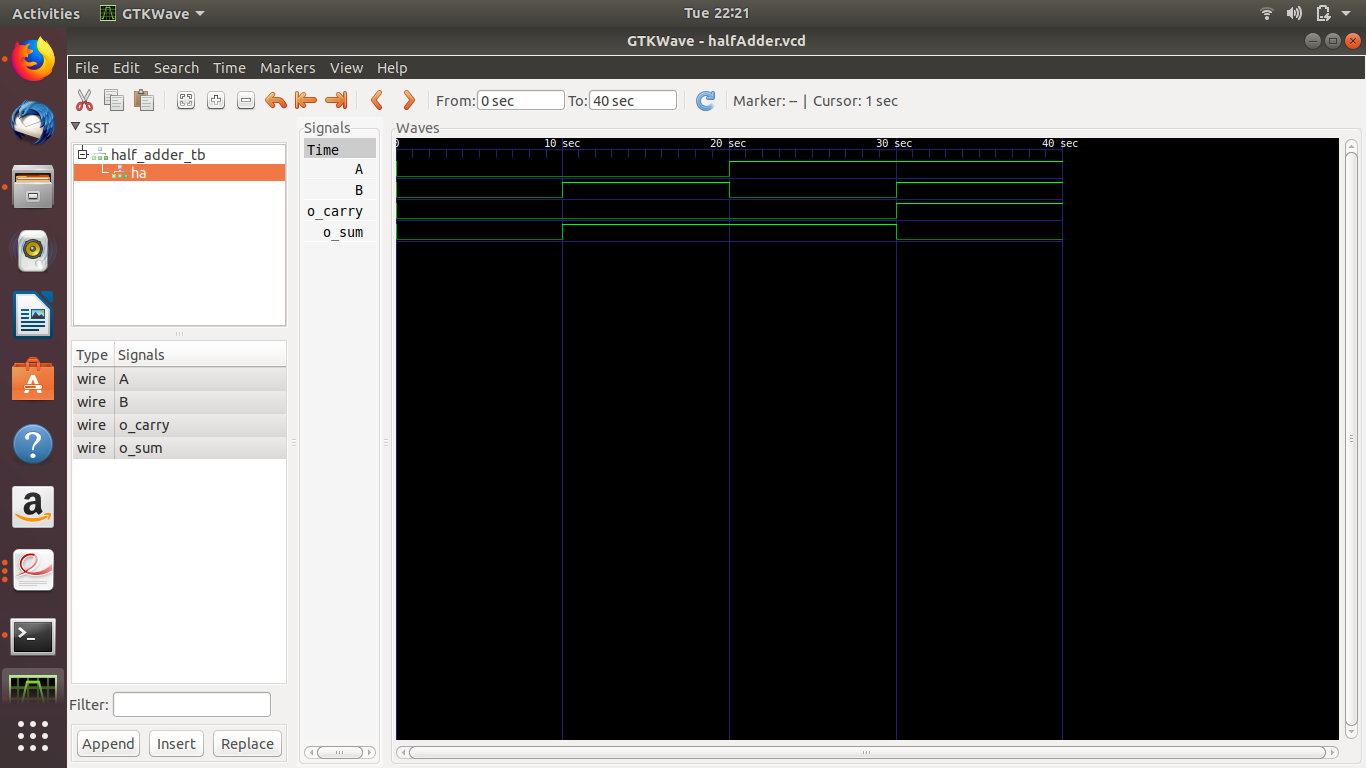 Activities GTKWave Tue 22:21
GTKWave - halfAdder.vcd
File Edit Search Time Markers View Help
From: 0 sec To: 40 sec Marker: -- | Cursor: 1 sec
SST
half_adder_tb
ha
Type Signals
wire A
wire B
wire o_carry
wire o_sum
Filter:
Append Insert Replace
Signals
Time
A
B
o_carry
o_sum
Waves
0 10 sec 20 sec 30 sec 40 sec